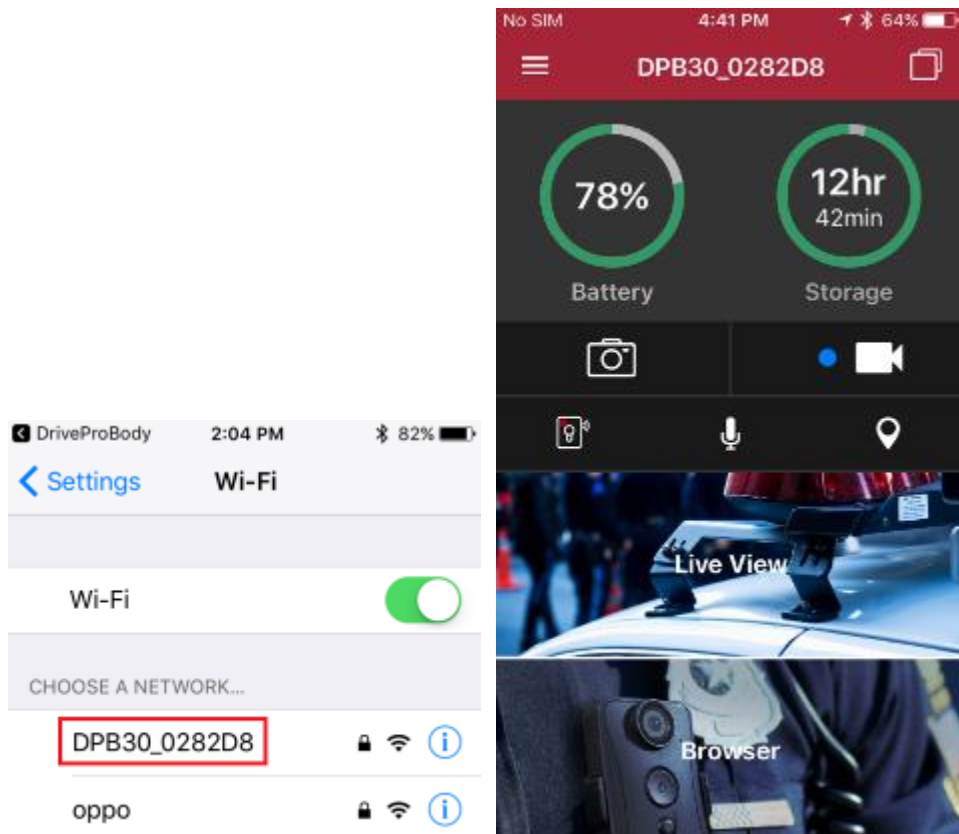 DriveProBody 2:04 PM 82%
Settings Wi-Fi
Wi-Fi
CHOOSE A NETWORK...
DPB30_0282D8
oppo
No SIM 4:41 PM 64%
DPB30_0282D8
78%
12hr
42min
Battery Storage
Live View
Browser